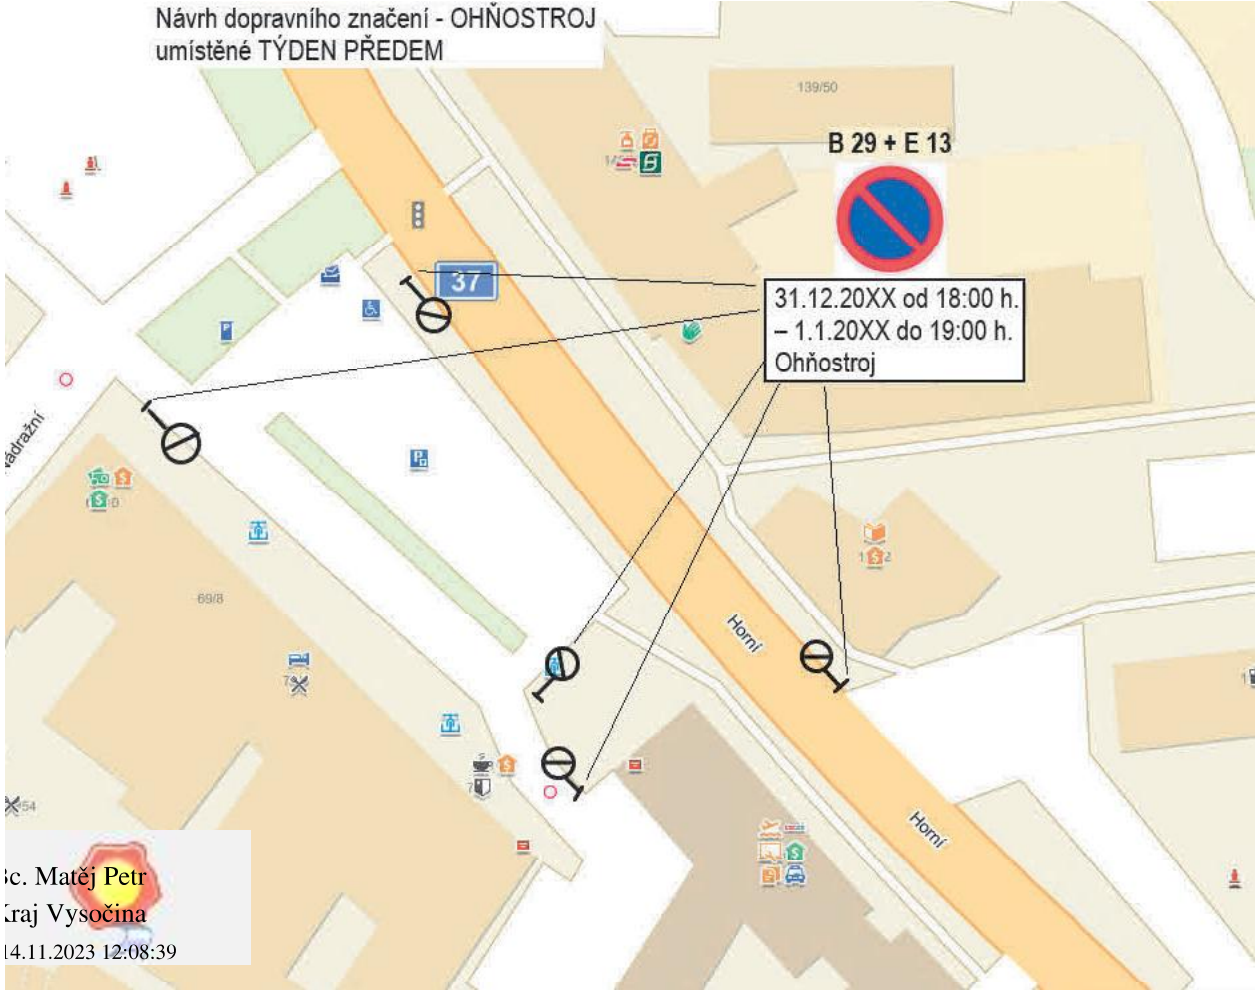 Návrh dopravního značení - OHŇOSTROJ
umístěné TÝDEN PŘEDEM
139/50
B 29 + E 13
37
31.12.20XX od 18:00 h.
– 1.1.20XX do 19:00 h.
Ohňostroj
P
P
69/8
Horní
Horní
Matěj Petr
Vysočina
14.11.2023 12:08:39